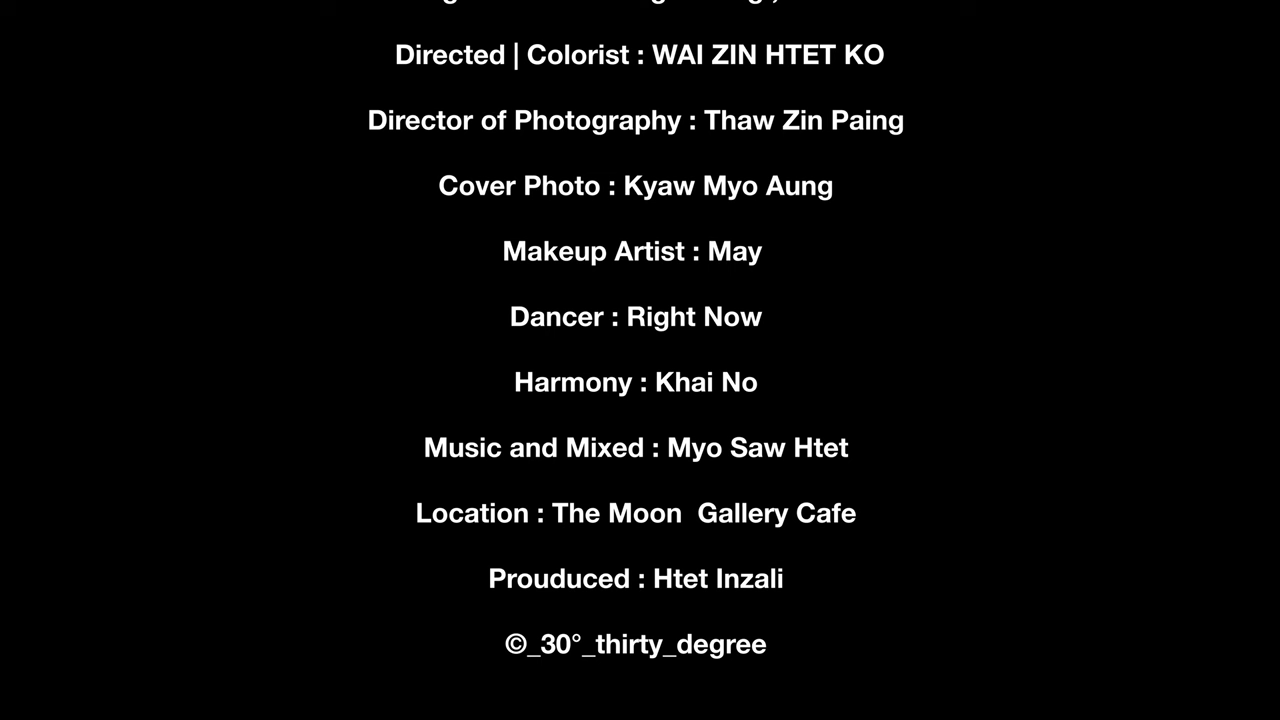 Directed | Colorist : WAI ZIN HTET KO
Director of Photography : Thaw Zin Paing
Cover Photo : Kyaw Myo Aung
Makeup Artist : May
Dancer : Right Now
Harmony : Khai No
Music and Mixed : Myo Saw Htet
Location : The Moon  Gallery Cafe
Prouduced : Htet Inzali
©_30°_thirty_degree